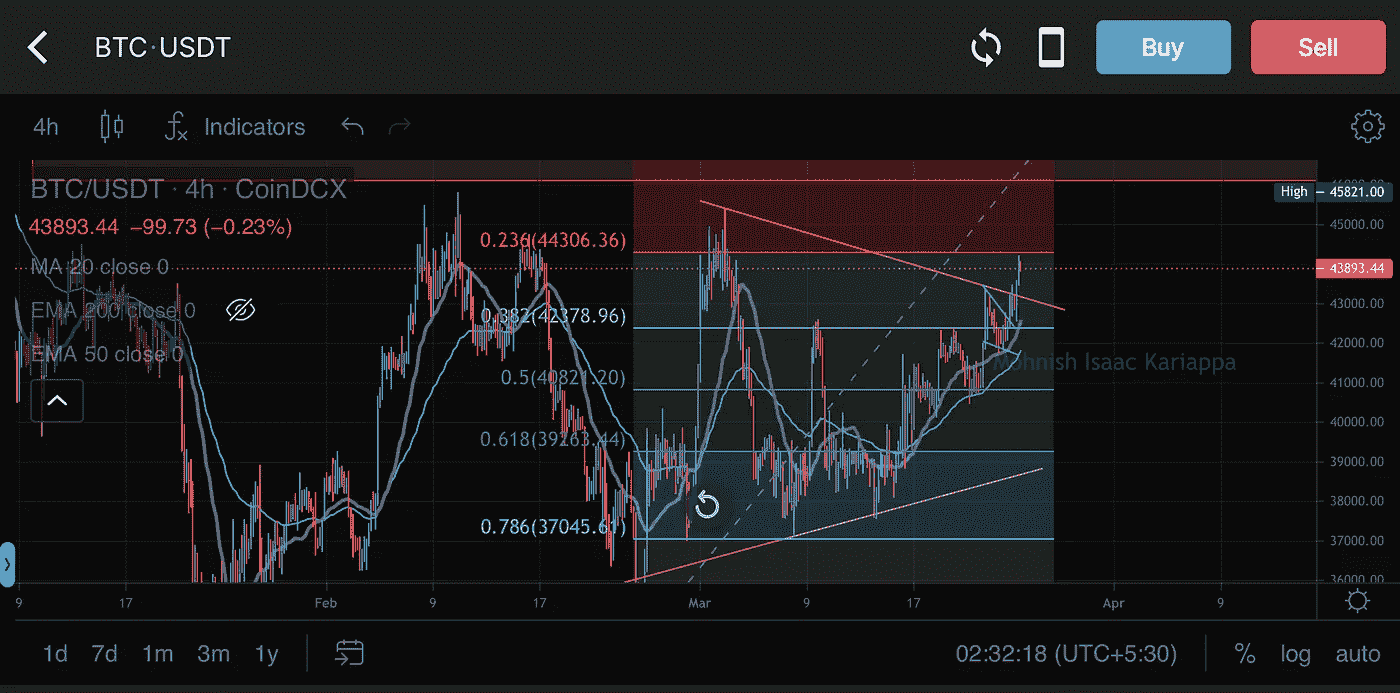 BTC·USDT
Buy
Sell
4h
Indicators
BTC/USDT · 4h · CoinDCX
43893.44 −99.73 (−0.23%)
MA 20 close 0
EMA 200 close 0
EMA 50 close 0
0.236(44306.36)
0.382(42378.96)
0.5(40821.20)
0.618(39263.44)
0.786(37045.61)
Mohnish Isaac Kariappa
46000.00
High 45821.00
45000.00
43893.44
43000.00
42000.00
41000.00
40000.00
39000.00
38000.00
37000.00
36000.00
9 17 Feb 9 17 Mar 9 17 Apr 9
1d 7d 1m 3m 1y
02:32:18 (UTC+5:30)
% log auto